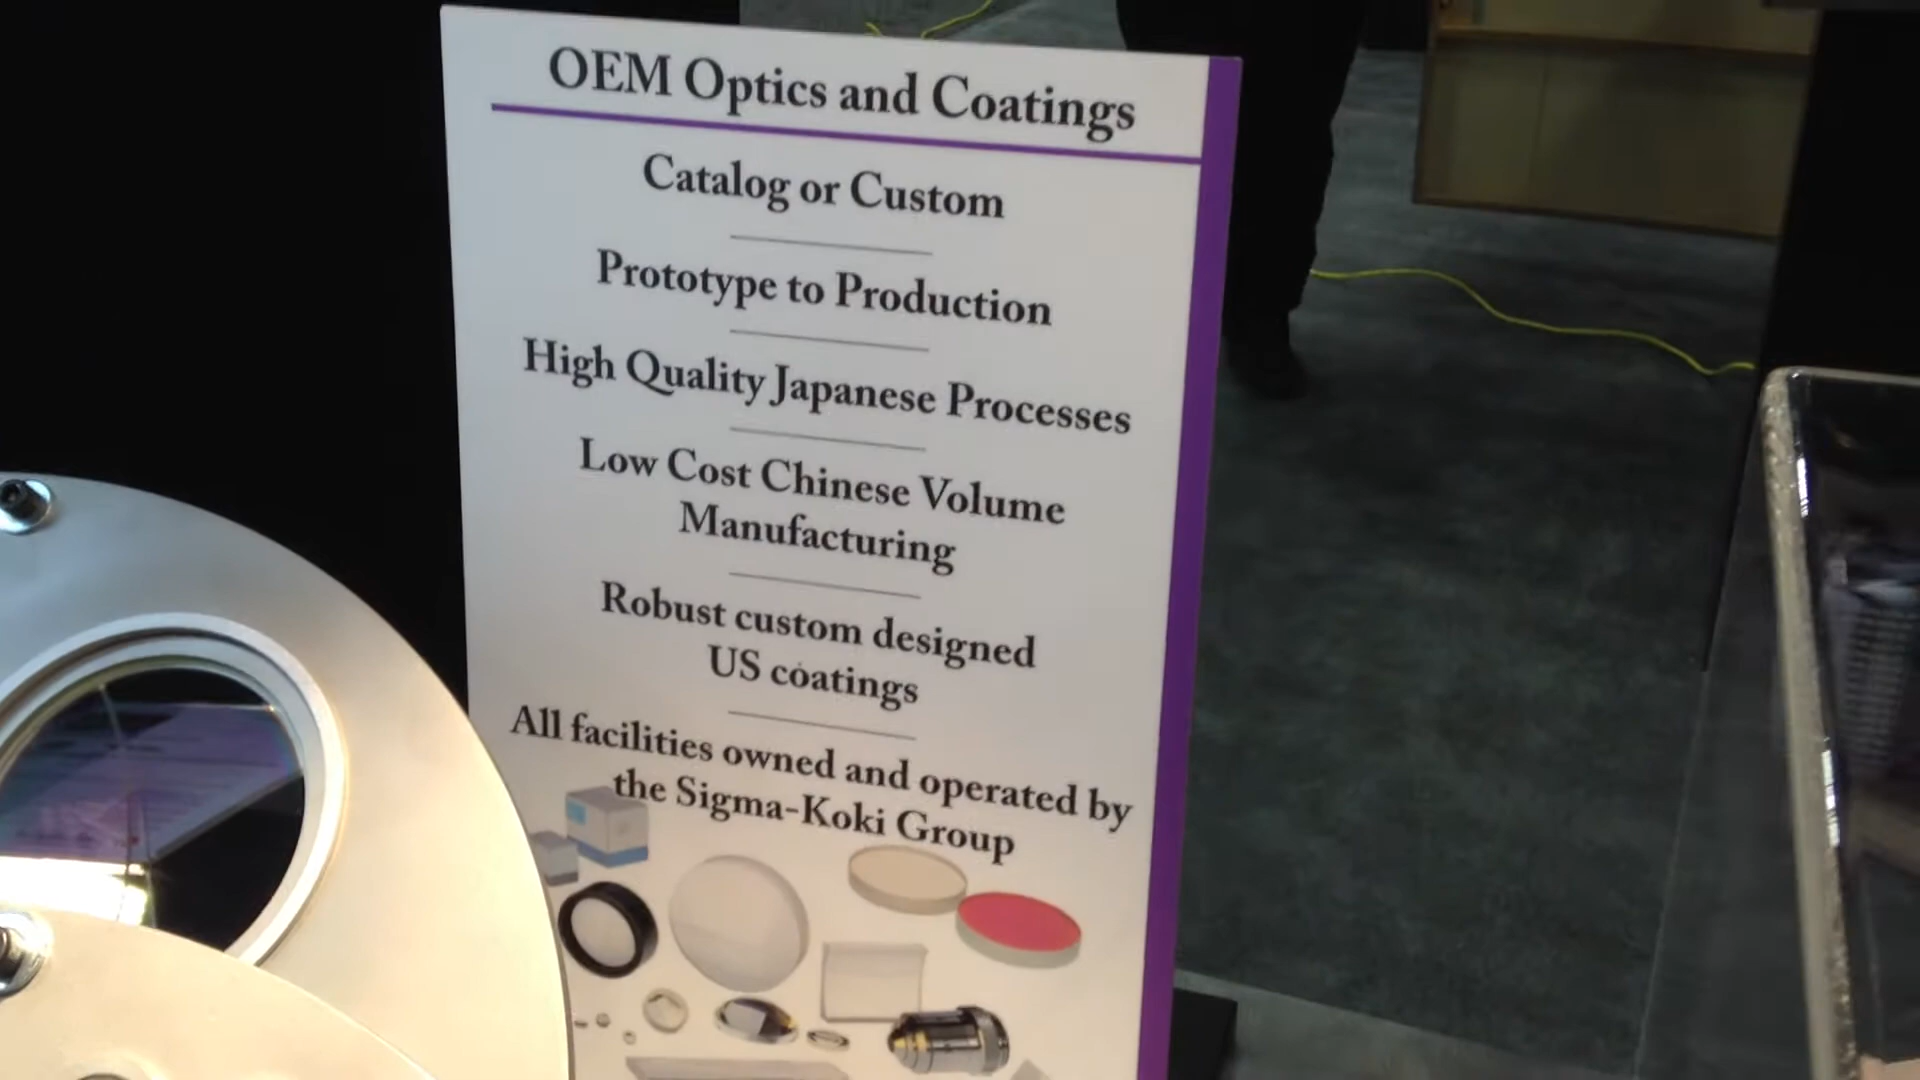 OEM Optics and Coatings
Catalog or Custom
Prototype to Production
High Quality Japanese Processes
Low Cost Chinese Volume
Manufacturing
Robust custom designed
US coatings
All facilities owned and operated by
the Sigma-Koki Group